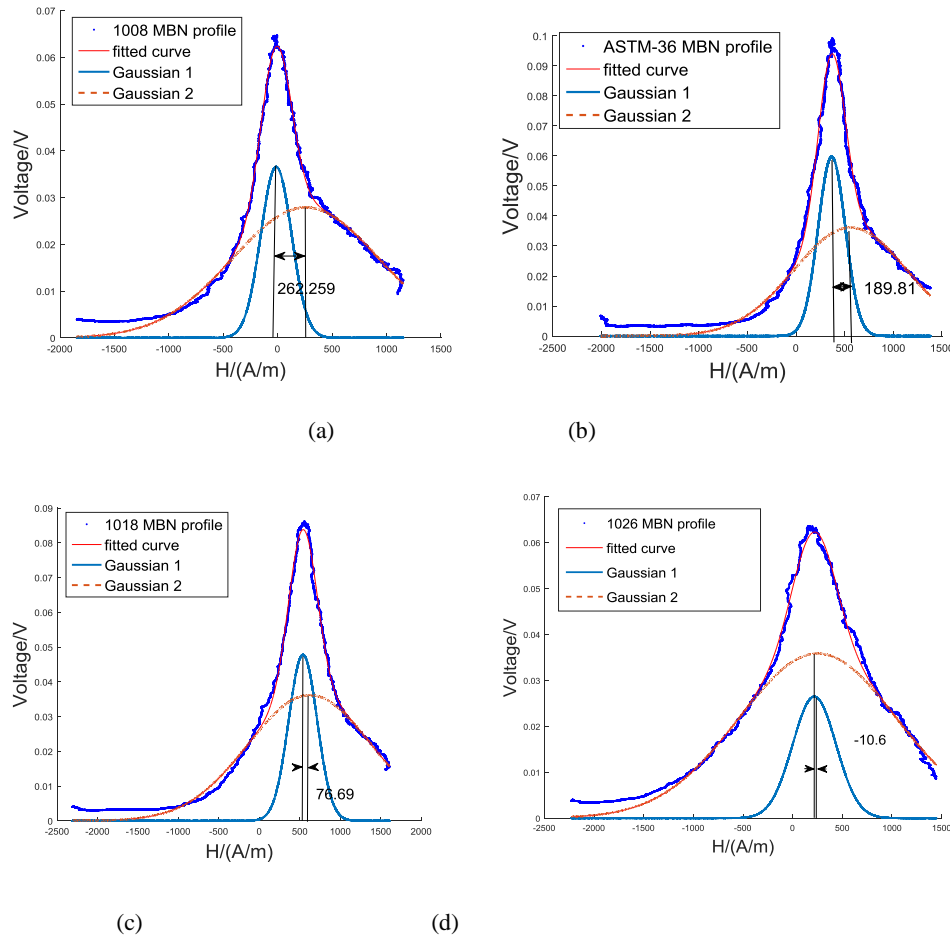 1008 MBN profile
fitted curve
Gaussian 1
Gaussian 2
0.07
0.06
0.05
0.04
0.03
0.02
0.01
0
Voltage/V
262.259
-2000
-1500
-1000
-500
0
500
1000
1500
H/(A/m)
ASTM-36 MBN profile
fitted curve
Gaussian 1
Gaussian 2
0.1
0.09
0.08
0.07
0.06
0.05
0.04
0.03
0.02
0.01
0
Voltage/V
189.81
-2500
-2000
-1500
-1000
-500
0
500
1000
1500
H/(A/m)
(a)
(b)
1018 MBN profile
fitted curve
Gaussian 1
Gaussian 2
0.09
0.08
0.07
0.06
0.05
0.04
0.03
0.02
0.01
0
Voltage/V
76.69
-2500
-2000
-1500
-1000
-500
0
500
1000
1500
2000
H/(A/m)
1026 MBN profile
fitted curve
Gaussian 1
Gaussian 2
0.07
0.06
0.05
0.04
0.03
0.02
0.01
0
Voltage/V
-10.6
-2500
-2000
-1500
-1000
-500
0
500
1000
1500
H/(A/m)
(c)
(d)